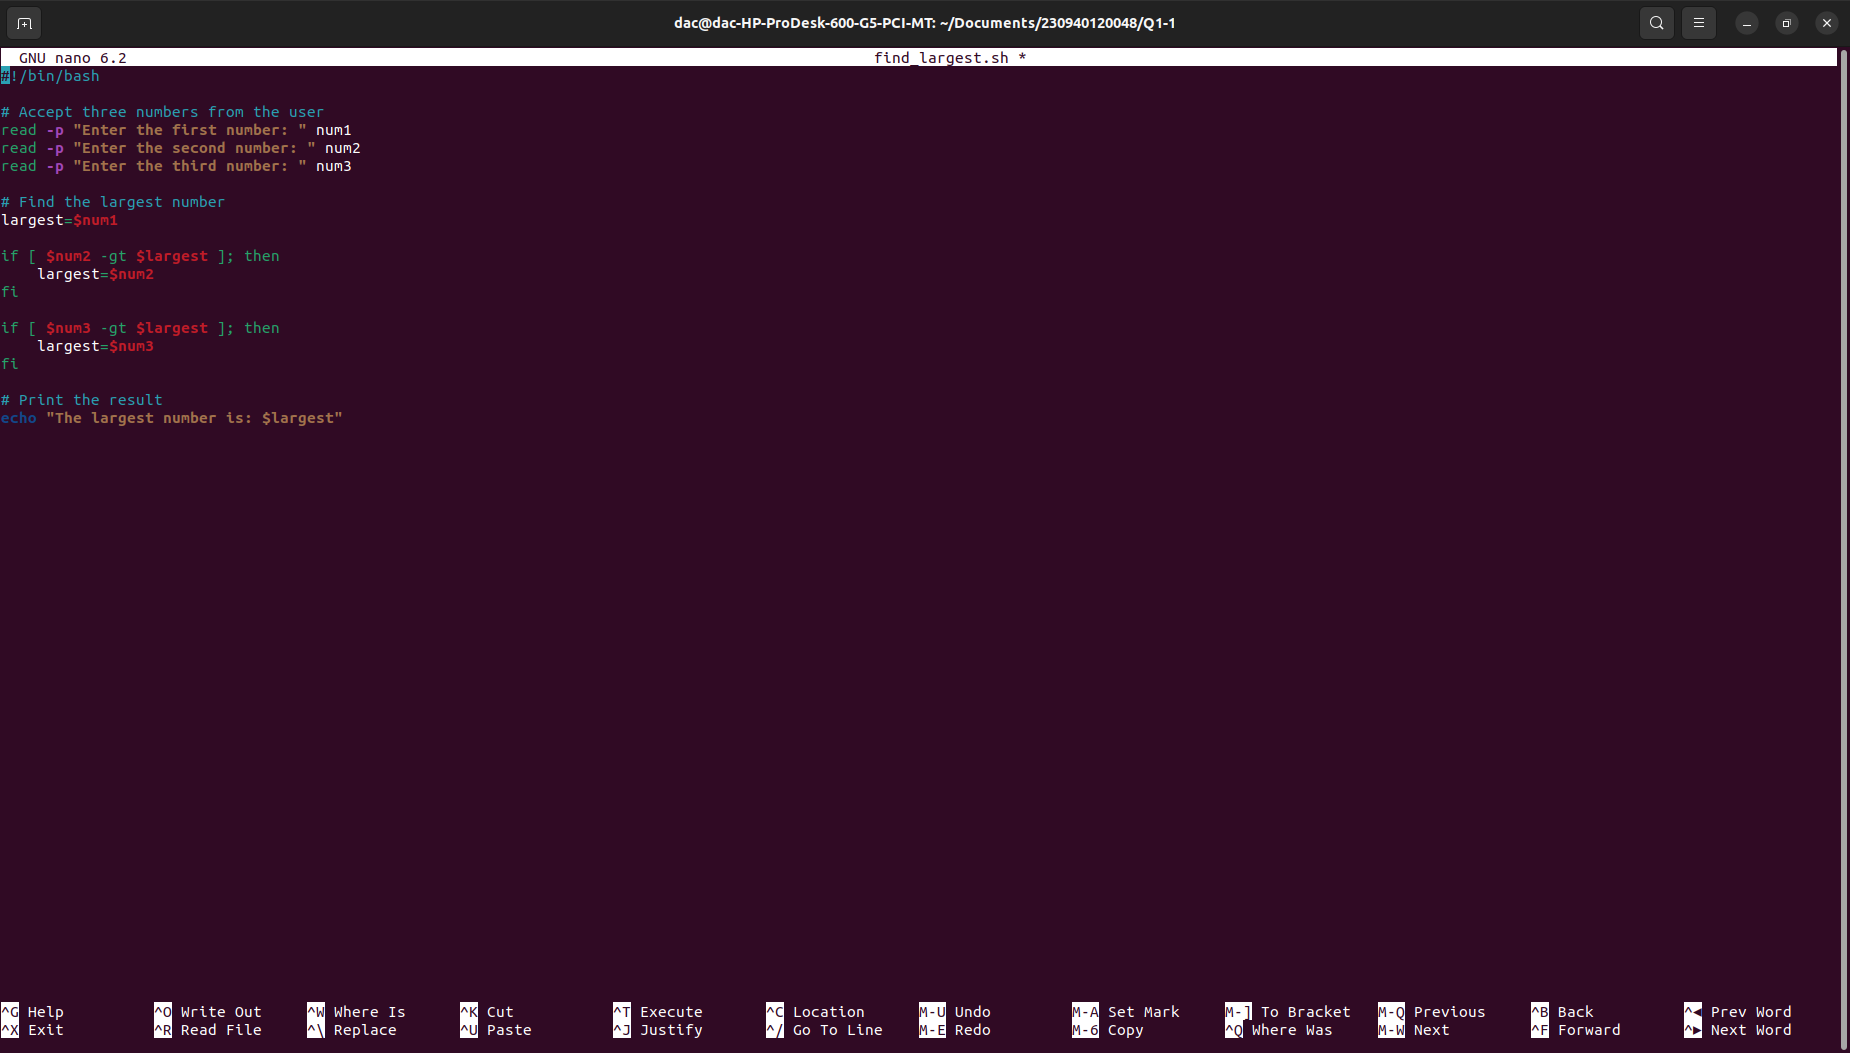 dac@dac-HP-ProDesk-600-G5-PCI-MT: ~/Documents/230940120048/Q1-1
GNU nano 6.2 find_largest.sh *
#!/bin/bash
# Accept three numbers from the user
read -p "Enter the first number: " num1
read -p "Enter the second number: " num2
read -p "Enter the third number: " num3
# Find the largest number
largest=$num1
if [ $num2 -gt $largest ]; then
    largest=$num2
fi
if [ $num3 -gt $largest ]; then
    largest=$num3
fi
# Print the result
echo "The largest number is: $largest"
^G Help ^O Write Out ^W Where Is ^K Cut ^T Execute ^C Location M-U Undo M-A Set Mark M-] To Bracket M-Q Previous ^B Back ^◀ Prev Word
^X Exit ^R Read File ^\ Replace ^U Paste ^J Justify ^/ Go To Line M-E Redo M-6 Copy ^Q Where Was M-W Next ^F Forward ^▶ Next Word